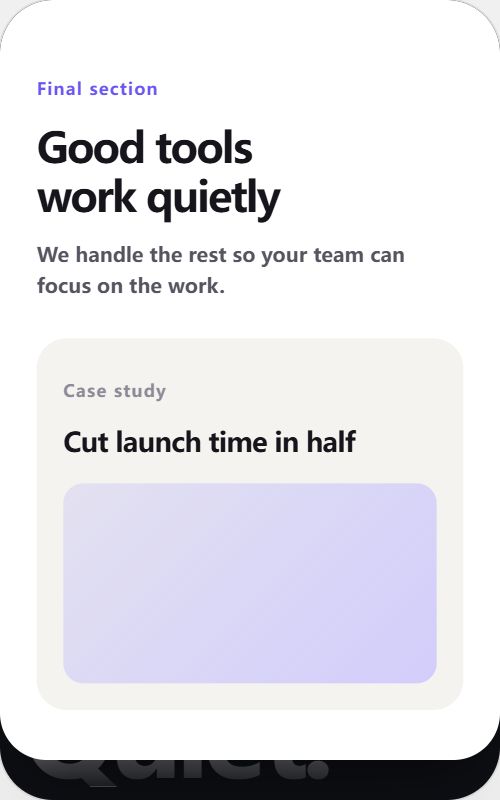 Final section
Good tools
work quietly
We handle the rest so your team can
focus on the work.
Case study
Cut launch time in half
Quiet.